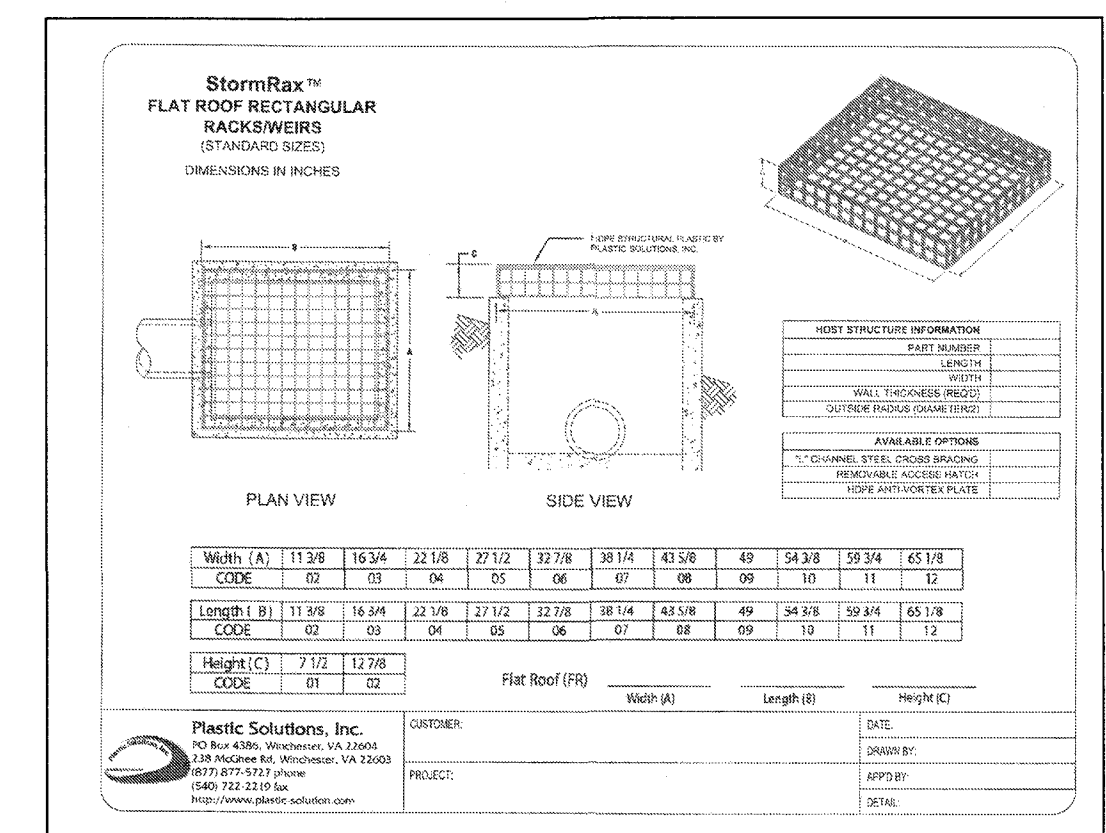 StormRax™
FLAT ROOF RECTANGULAR
RACKS/WEIRS
(STANDARD SIZES)
DIMENSIONS IN INCHES
B
A
C
HDPE STRUCTURAL PLASTIC BY
PLASTIC SOLUTIONS, INC.
A
PLAN VIEW
SIDE VIEW
HOST STRUCTURE INFORMATION
PART NUMBER
LENGTH
WIDTH
WALL THICKNESS (REQ'D)
OUTSIDE RADIUS (DIAMETER/2)
AVAILABLE OPTIONS
"L" CHANNEL STEEL CROSS BRACING
REMOVABLE ACCESS HATCH
HDPE ANTI-VORTEX PLATE
Width (A) 11 3/8 16 3/4 22 1/8 27 1/2 32 7/8 38 1/4 43 5/8 49 54 3/8 59 3/4 65 1/8
CODE 02 03 04 05 06 07 08 09 10 11 12
Length (B) 11 3/8 16 3/4 22 1/8 27 1/2 32 7/8 38 1/4 43 5/8 49 54 3/8 59 3/4 65 1/8
CODE 02 03 04 05 06 07 08 09 10 11 12
Height (C) 7 1/2 12 7/8
CODE 01 02
Flat Roof (FR)
Width (A) Length (B) Height (C)
Plastic Solutions, Inc.
Plastic Solutions, Inc.
PO Box 4386, Winchester, VA 22604
238 McGhee Rd, Winchester, VA 22603
(877) 877-5727 phone
(540) 722-2219 fax
http://www.plastic-solution.com
CUSTOMER:
PROJECT:
DATE:
DRAWN BY:
APP'D BY:
DETAIL: